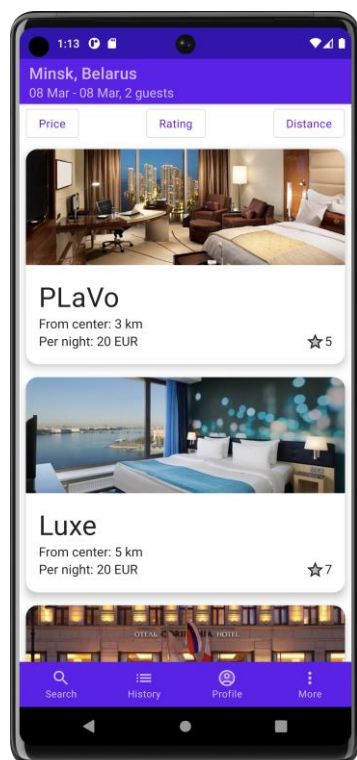 1:13
Minsk, Belarus
08 Mar - 08 Mar, 2 guests
Price
Rating
Distance
PLaVo
From center: 3 km
Per night: 20 EUR
5
Luxe
From center: 5 km
Per night: 20 EUR
7
ОТЕЛЬ
HOTEL
Search
History
Profile
More